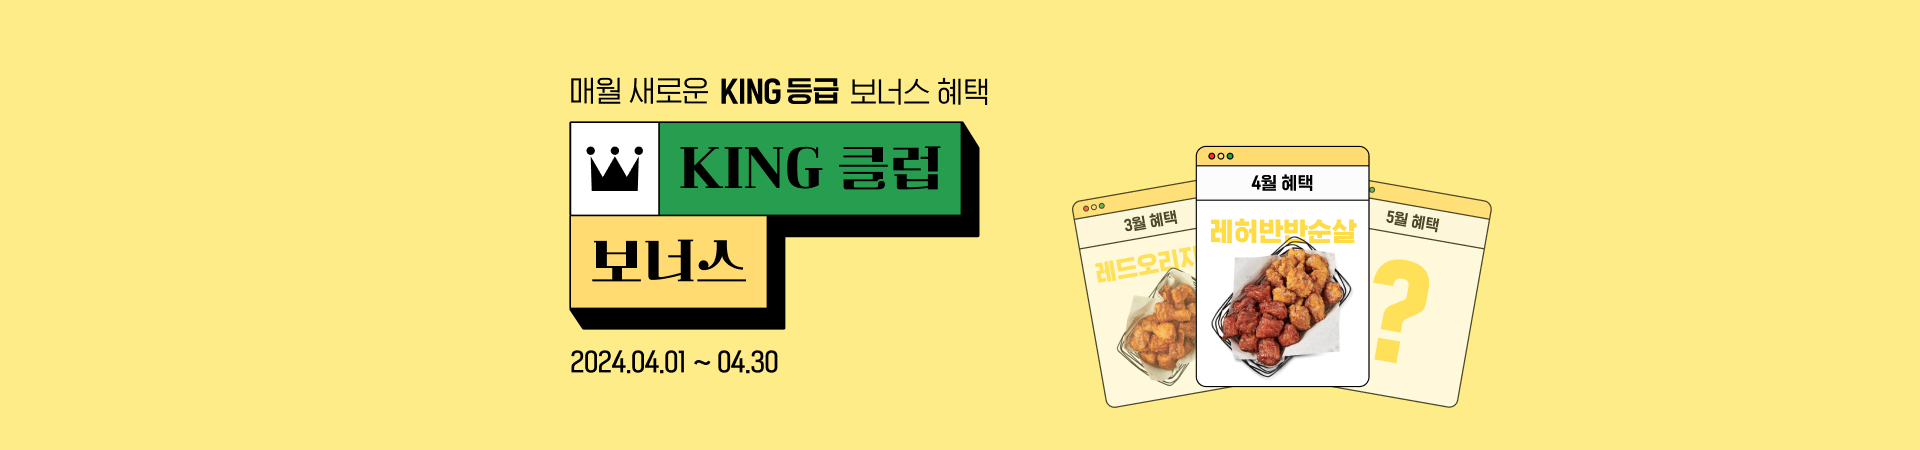 매월 새로운 KING 등급 보너스 혜택
KING 클럽
보너스
2024.04.01 ~ 04.30
3월 혜택
레드오리지
4월 혜택
레허반반순살
5월 혜택
?